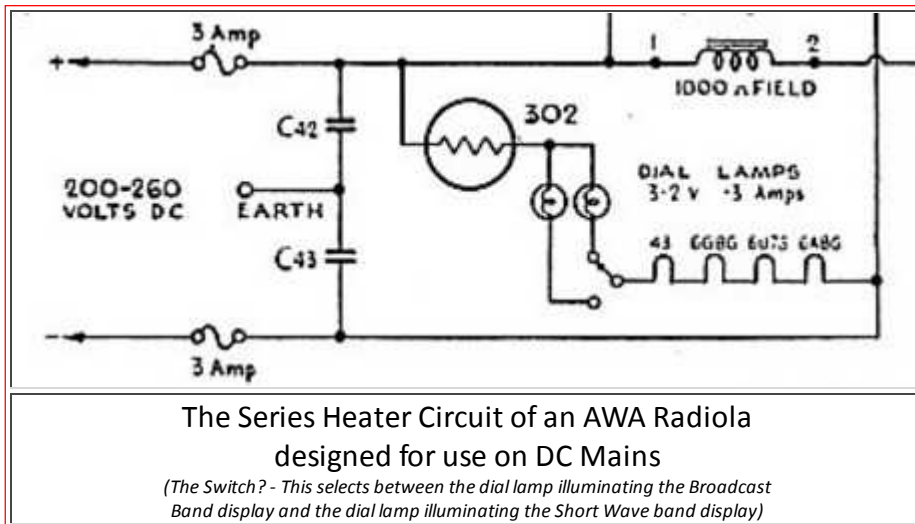 3 Amp
+
1
2
1000 Ω FIELD
C42
302
200-260
VOLTS DC
EARTH
DIAL LAMPS
3·2 V ·3 Amps
C43
43 6G8G 6U7G 6A8G
-
3 Amp
The Series Heater Circuit of an AWA Radiola
designed for use on DC Mains
(The Switch? - This selects between the dial lamp illuminating the Broadcast
Band display and the dial lamp illuminating the Short Wave band display)